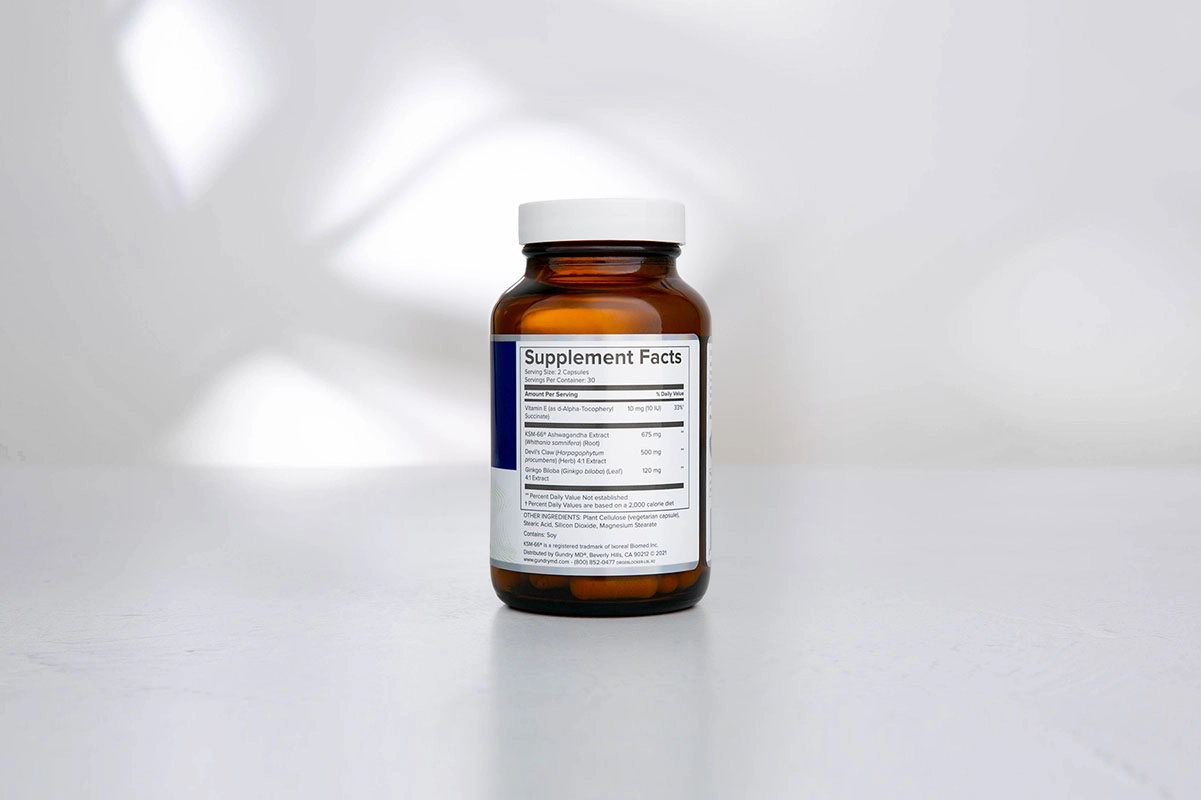 Supplement Facts
Serving Size: 2 Capsules
Servings Per Container: 30
Amount Per Serving % Daily Value
Vitamin E (as d-Alpha-Tocopheryl 10 mg (10 IU) 33%†
Succinate)
KSM-66® Ashwagandha Extract 675 mg **
(Withania somnifera) (Root)
Devil's Claw (Harpagophytum 500 mg **
procumbens) (Herb) 4:1 Extract
Ginkgo Biloba (Ginkgo biloba) (Leaf) 120 mg **
4:1 Extract
** Percent Daily Value Not established
† Percent Daily Values are based on a 2,000 calorie diet
OTHER INGREDIENTS: Plant Cellulose (vegetarian capsule),
Stearic Acid, Silicon Dioxide, Magnesium Stearate
Contains: Soy
KSM-66® is a registered trademark of Ixoreal Biomed Inc.
Distributed by Gundry MD®, Beverly Hills, CA 90212 © 2021
www.gundrymd.com - (800) 852-0477